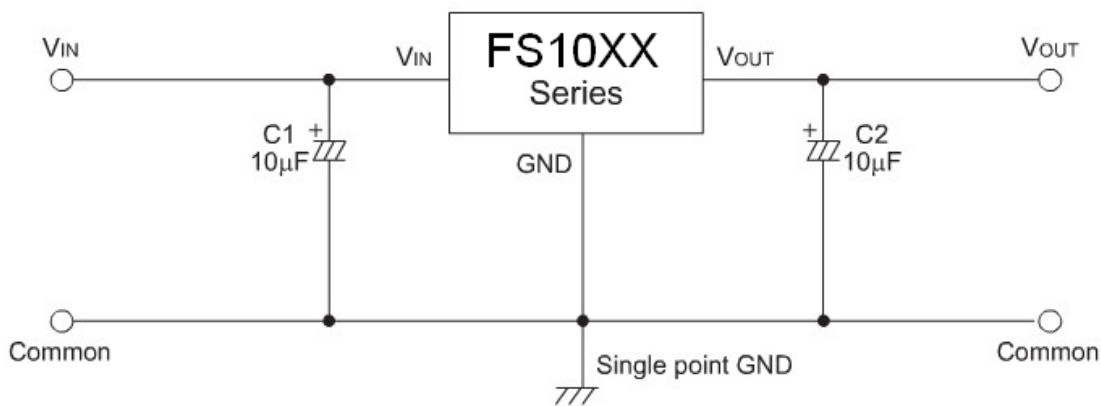 VIN
VIN
FS10XX
Series
VOUT
VOUT
C1 +
10μF
GND
+ C2
10μF
Common
Single point GND
Common